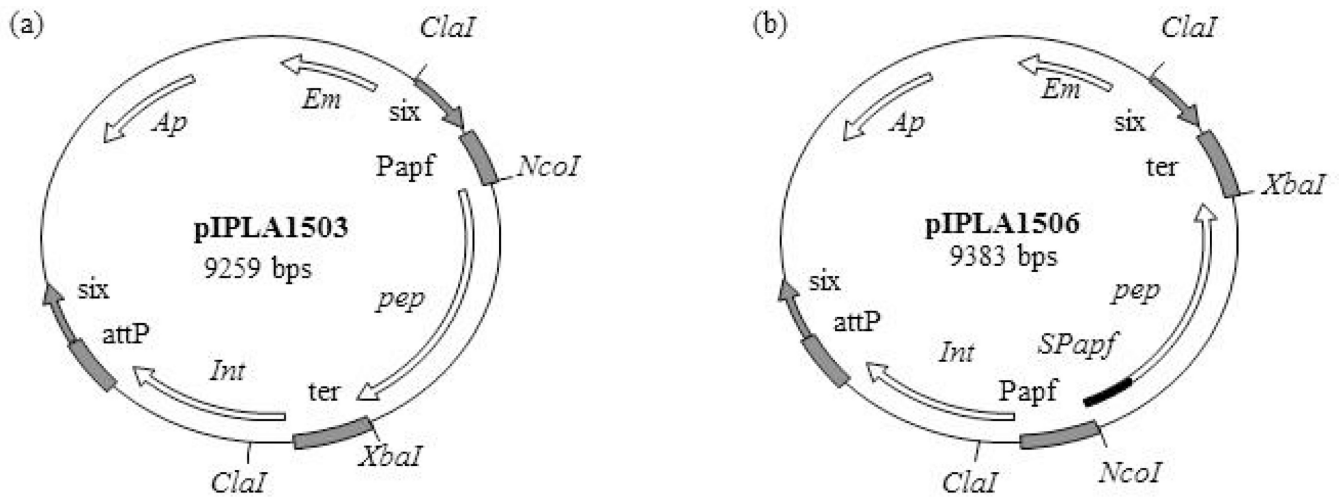 (a)
ClaI
Em
Ap
six
Papf
NcoI
pIPLA1503
9259 bps
six
pep
attP
Int
ter
XbaI
ClaI
(b)
ClaI
Em
Ap
six
ter
XbaI
pIPLA1506
9383 bps
six
pep
attP
Int
SPapf
Papf
ClaI
NcoI